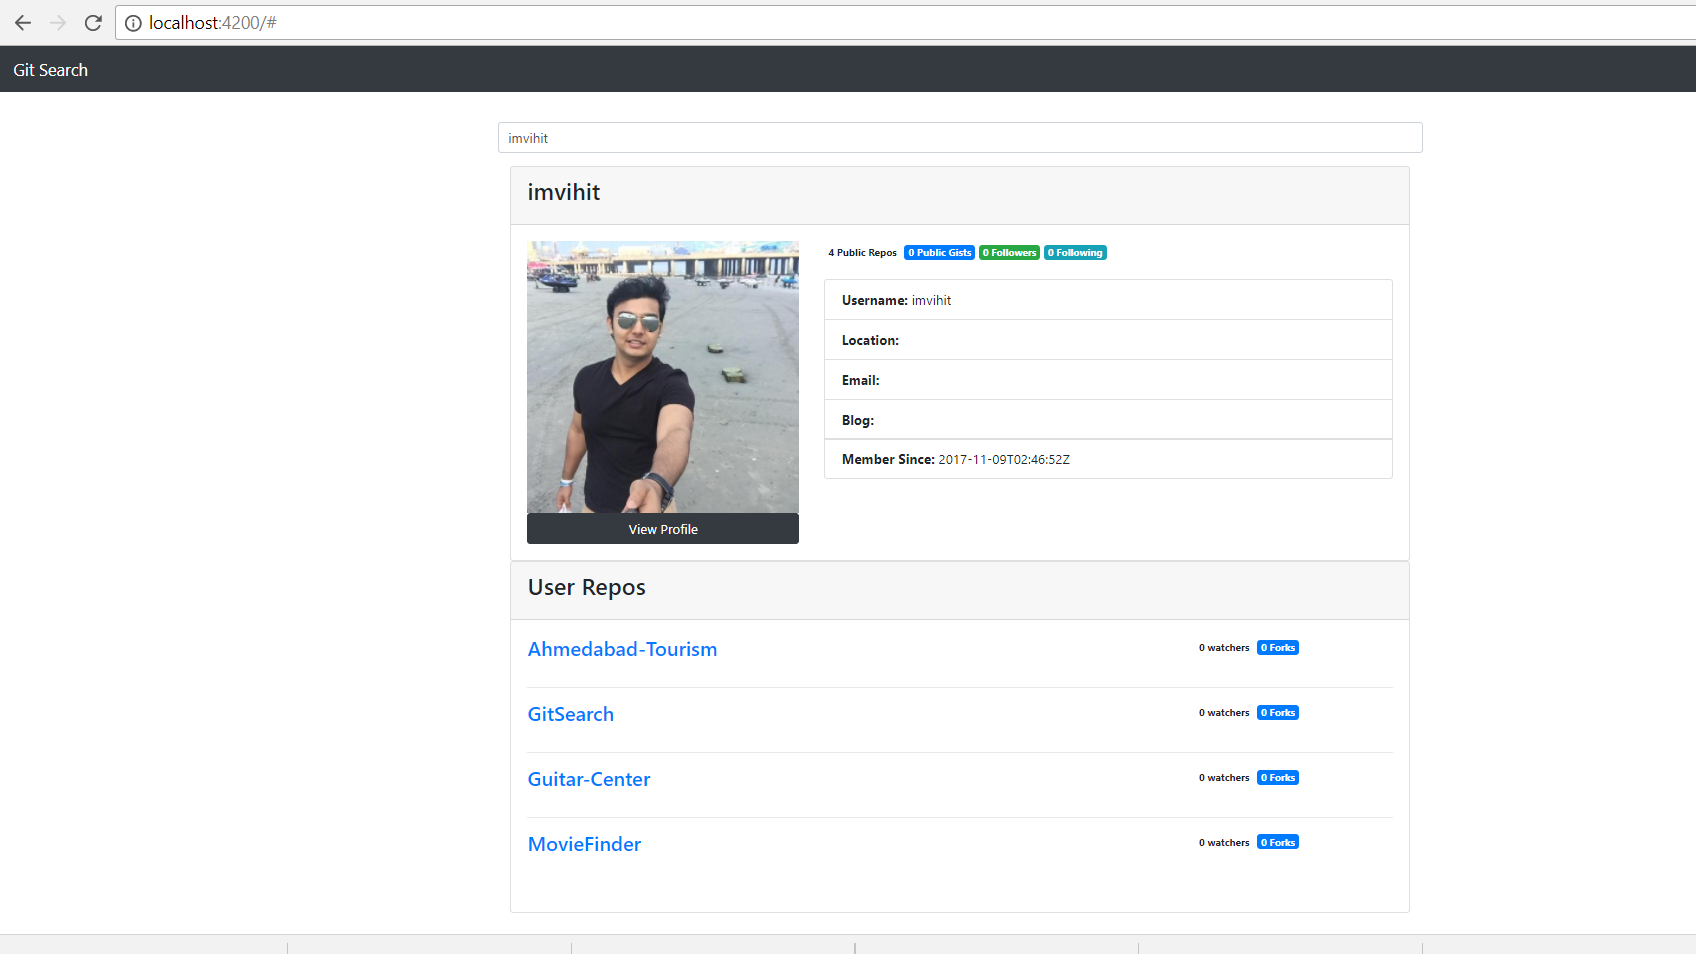 localhost:4200/#
Git Search
imvihit
imvihit
4 Public Repos 0 Public Gists 0 Followers 0 Following
Username: imvihit
Location:
Email:
Blog:
Member Since: 2017-11-09T02:46:52Z
View Profile
User Repos
Ahmedabad-Tourism 0 watchers 0 Forks
GitSearch 0 watchers 0 Forks
Guitar-Center 0 watchers 0 Forks
MovieFinder 0 watchers 0 Forks